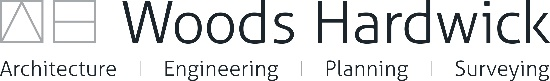 Woods Hardwick
Architecture | Engineering | Planning | Surveying